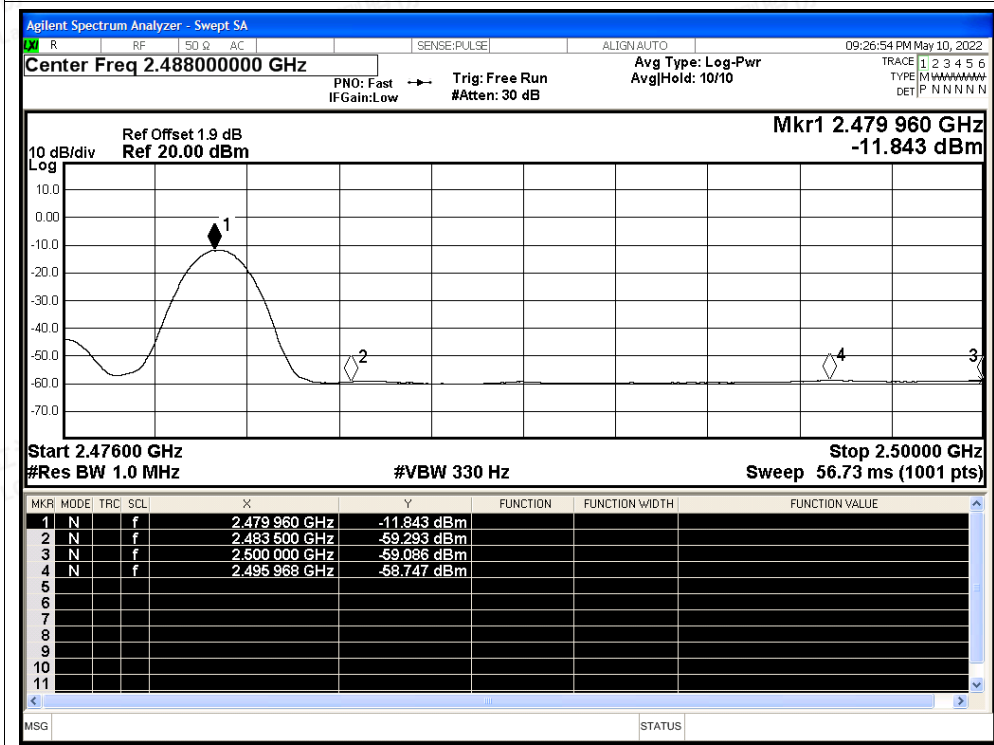 Agilent Spectrum Analyzer - Swept SA
LXI R RF 50 Ω AC SENSE:PULSE ALIGN AUTO 09:26:54 PM May 10, 2022
Center Freq 2.488000000 GHz
PNO: Fast
IFGain:Low
Trig: Free Run
#Atten: 30 dB
Avg Type: Log-Pwr
Avg|Hold: 10/10
TRACE 1 2 3 4 5 6
TYPE M
DET P N N N N N
Mkr1 2.479 960 GHz
-11.843 dBm
Ref Offset 1.9 dB
10 dB/div Ref 20.00 dBm
Log
10.0
0.00
-10.0
-20.0
-30.0
-40.0
-50.0
-60.0
-70.0
1
2
4
3
Start 2.47600 GHz Stop 2.50000 GHz
#Res BW 1.0 MHz #VBW 330 Hz Sweep 56.73 ms (1001 pts)
MKR MODE TRC SCL X Y FUNCTION FUNCTION WIDTH FUNCTION VALUE
1 N f 2.479 960 GHz -11.843 dBm
2 N f 2.483 500 GHz -59.293 dBm
3 N f 2.500 000 GHz -59.086 dBm
4 N f 2.495 968 GHz -58.747 dBm
5
6
7
8
9
10
11
MSG STATUS